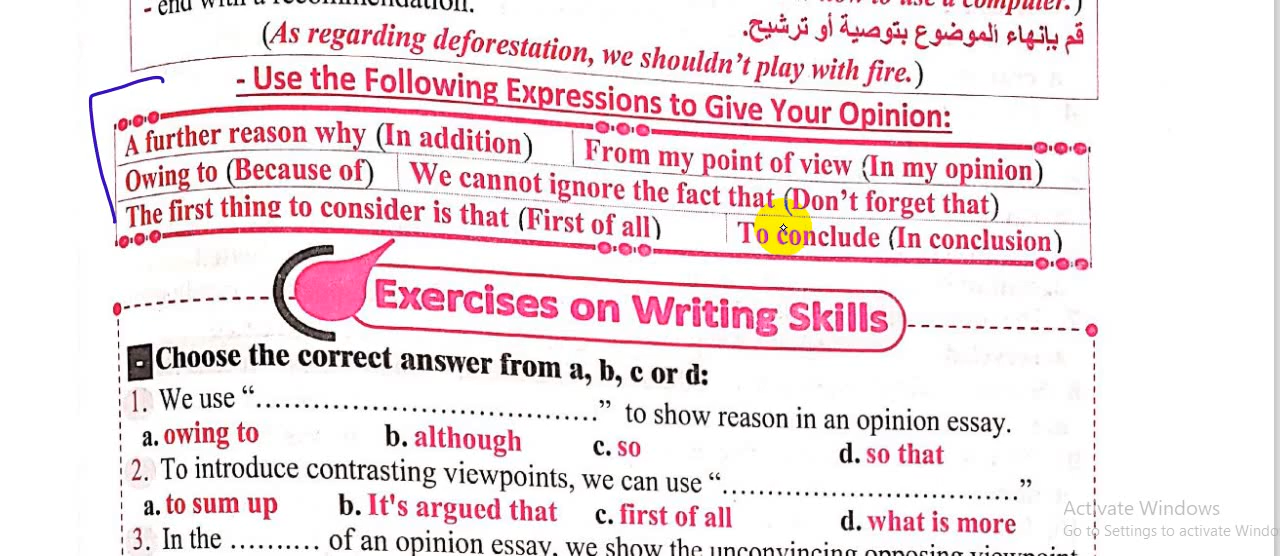 - end with a recommendation.
قم بإنهاء الموضوع بتوصية أو ترشيح.
(As regarding deforestation, we shouldn't play with fire.)
- Use the Following Expressions to Give Your Opinion:
A further reason why (In addition) From my point of view (In my opinion)
Owing to (Because of) We cannot ignore the fact that (Don't forget that)
The first thing to consider is that (First of all) To conclude (In conclusion)
Exercises on Writing Skills
- Choose the correct answer from a, b, c or d:
1. We use "...................................." to show reason in an opinion essay.
a. owing to b. although c. so d. so that
2. To introduce contrasting viewpoints, we can use "...................................."
a. to sum up b. It's argued that c. first of all d. what is more
3. In the .......... of an opinion essay, we show the unconvincing opposing
Activate Windows
Go to Settings to activate Windo